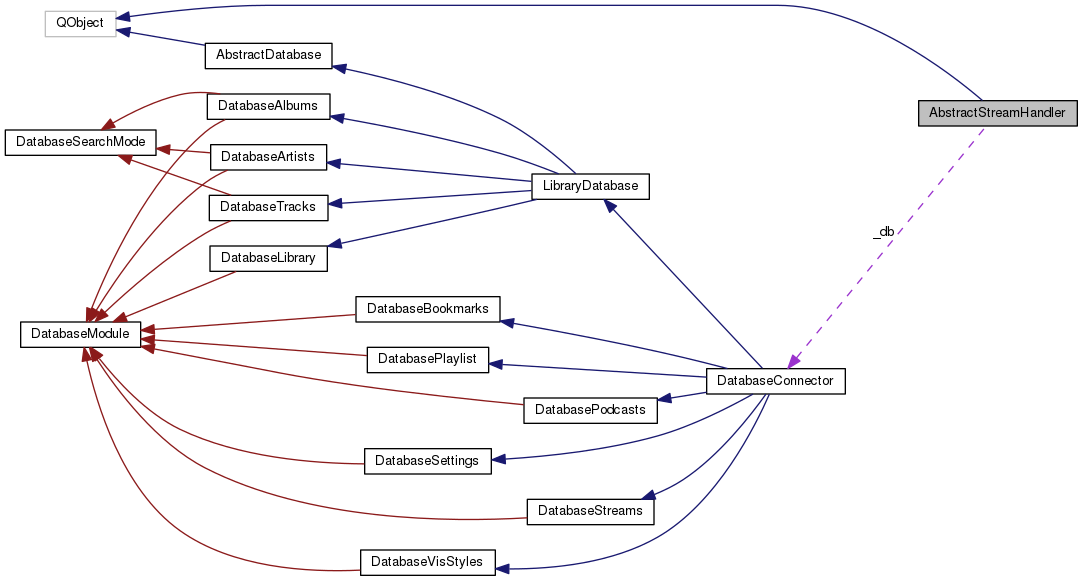 QObject
AbstractDatabase
DatabaseAlbums
AbstractStreamHandler
DatabaseSearchMode
DatabaseArtists
LibraryDatabase
DatabaseTracks
_db
DatabaseLibrary
DatabaseBookmarks
DatabaseModule
DatabasePlaylist
DatabaseConnector
DatabasePodcasts
DatabaseSettings
DatabaseStreams
DatabaseVisStyles